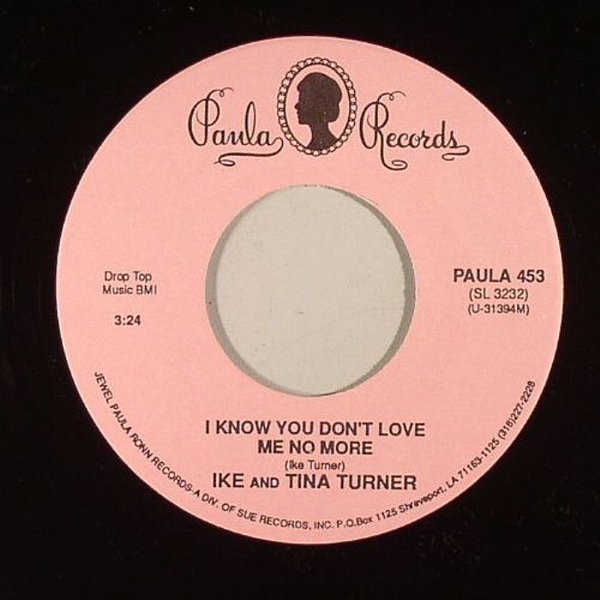 Paula Records
Drop Top
Music BMI
3:24
PAULA 453
(SL 3232)
(U-31394M)
I KNOW YOU DON'T LOVE
ME NO MORE
(Ike Turner)
IKE AND TINA TURNER
JEWEL PAULA RONN RECORDS-A DIV. OF SUE RECORDS, INC. P.O.Box 1125 Shreveport, LA 71163-1125 (318)227-2228